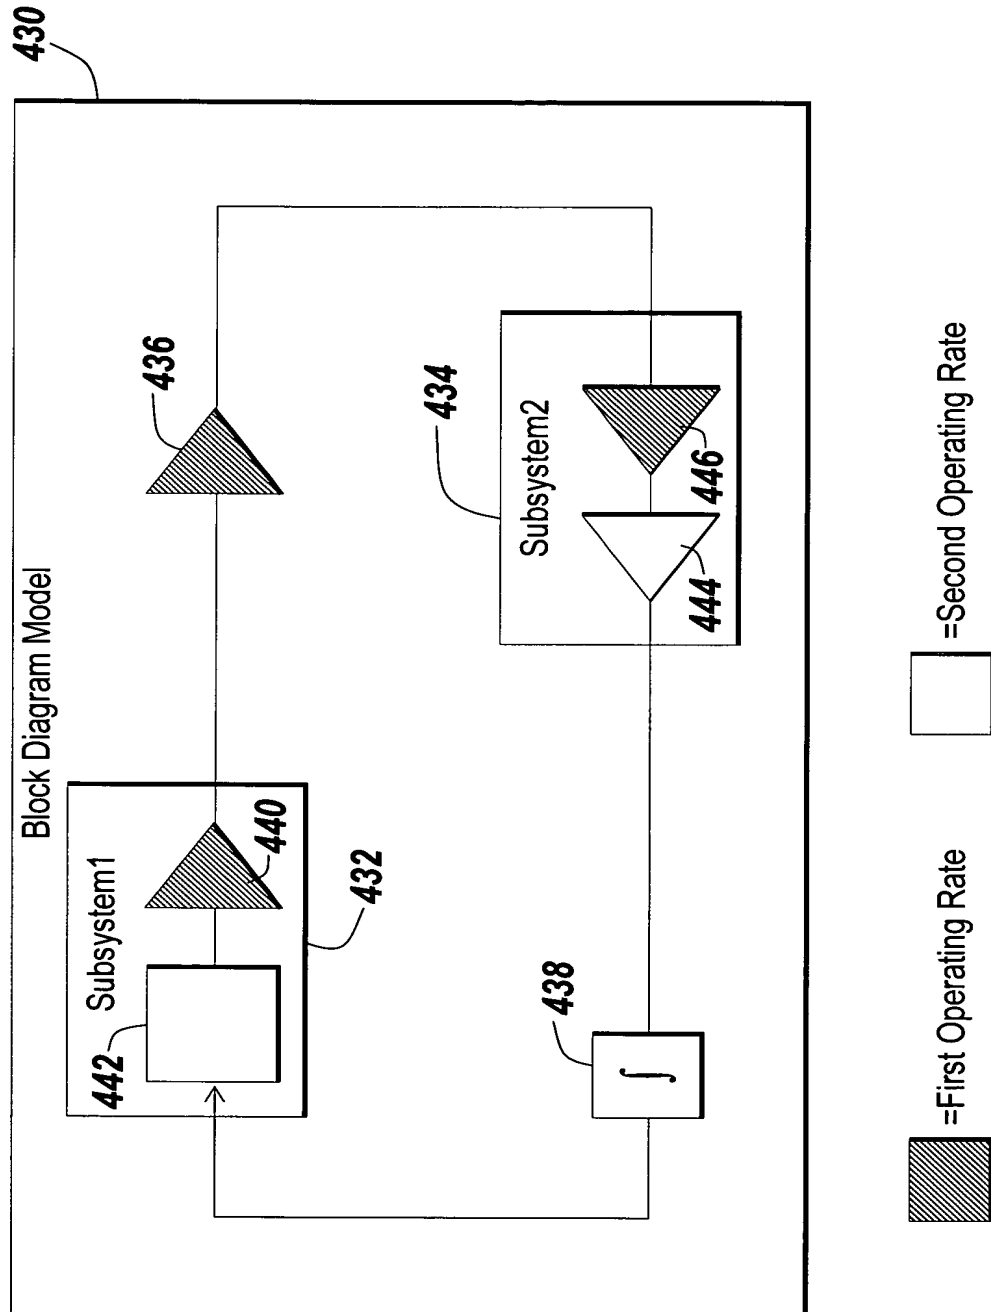 430
Block Diagram Model
436
Subsystem1
440
442
432
434
Subsystem2
446
444
438
∫
=First Operating Rate
=Second Operating Rate